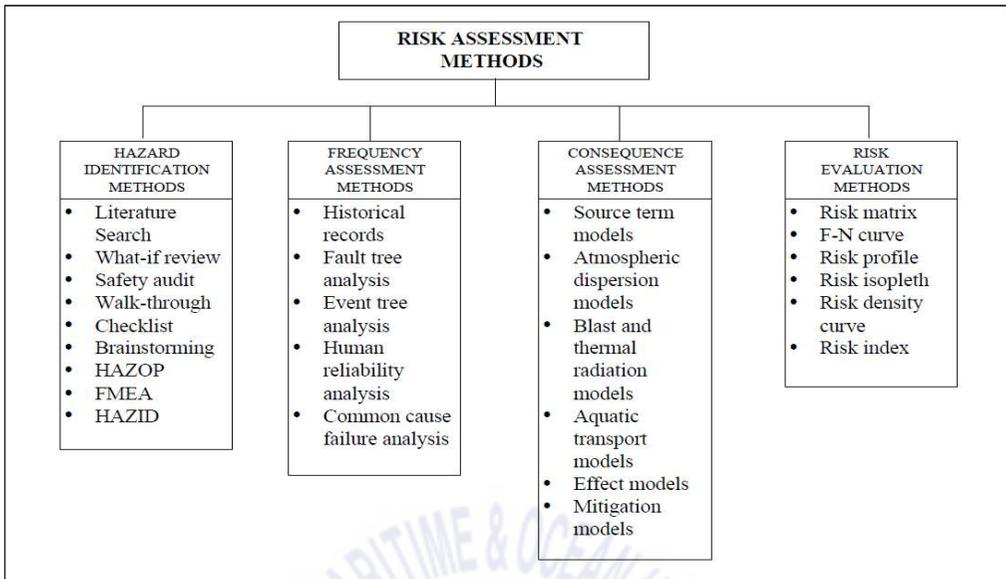 RISK ASSESSMENT
METHODS
HAZARD
IDENTIFICATION
METHODS
• Literature
Search
• What-if review
• Safety audit
• Walk-through
• Checklist
• Brainstorming
• HAZOP
• FMEA
• HAZID
FREQUENCY
ASSESSMENT
METHODS
• Historical
records
• Fault tree
analysis
• Event tree
analysis
• Human
reliability
analysis
• Common cause
failure analysis
CONSEQUENCE
ASSESSMENT
METHODS
• Source term
models
• Atmospheric
dispersion
models
• Blast and
thermal
radiation
models
• Aquatic
transport
models
• Effect models
• Mitigation
models
RISK
EVALUATION
METHODS
• Risk matrix
• F-N curve
• Risk profile
• Risk isopleth
• Risk density
curve
• Risk index